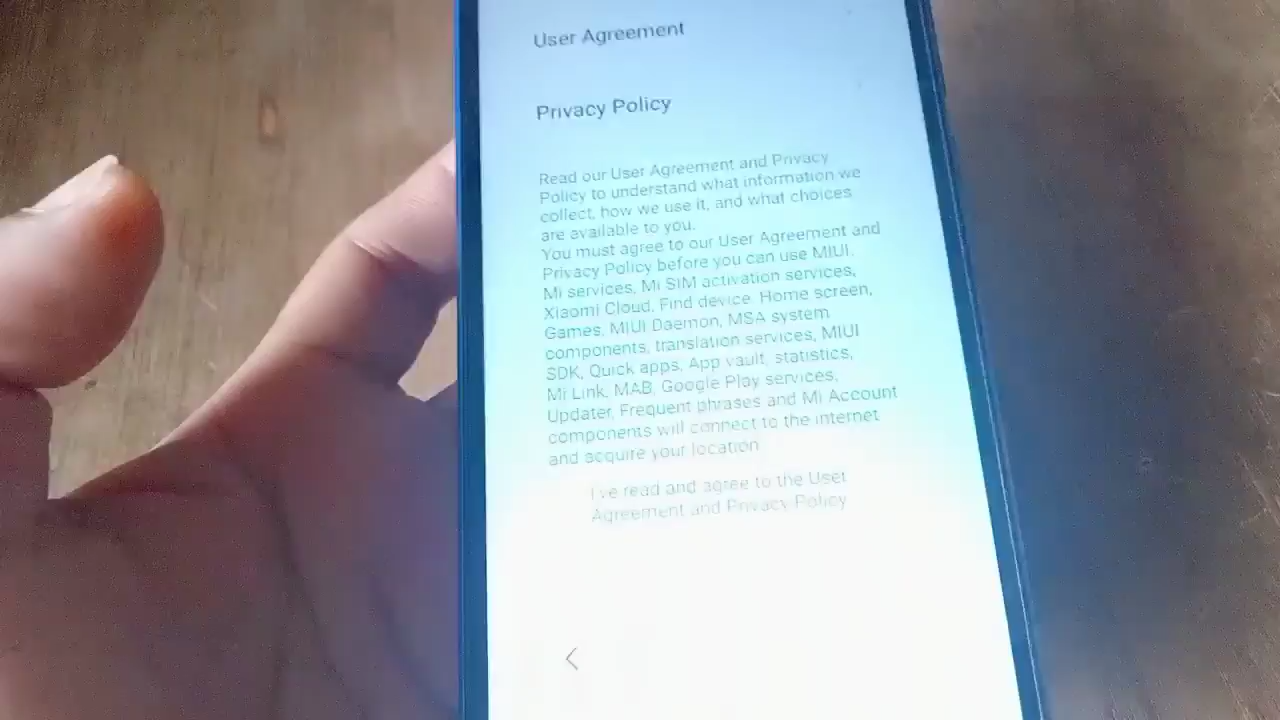 User Agreement
Privacy Policy
Read our User Agreement and Privacy
Policy to understand what information we
collect, how we use it, and what choices
are available to you.
You must agree to our User Agreement and
Privacy Policy before you can use MIUI.
Mi services, Mi SIM activation services,
Xiaomi Cloud, Find device, Home screen,
Games, MIUI Daemon, MSA system
components, translation services, MIUI
SDK, Quick apps, App vault, statistics,
Mi Link, MAB, Google Play services,
Updater, Frequent phrases and Mi Account
components will connect to the internet
and acquire your location.
I've read and agree to the User
Agreement and Privacy Policy